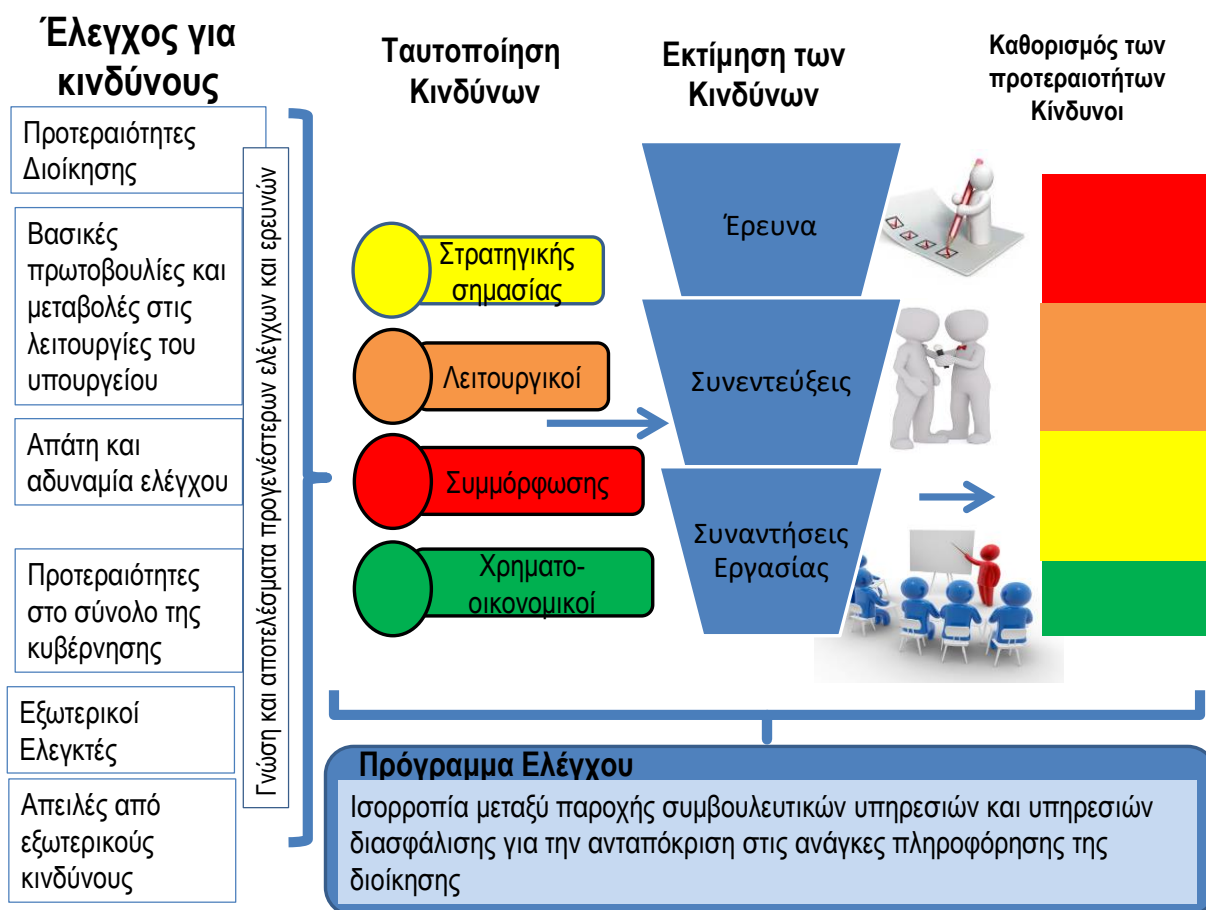 Έλεγχος για
κινδύνους
Προτεραιότητες
Διοίκησης
Βασικές
πρωτοβουλίες και
μεταβολές στις
λειτουργίες του
υπουργείου
Απάτη και
αδυναμία ελέγχου
Προτεραιότητες
στο σύνολο της
κυβέρνησης
Εξωτερικοί
Ελεγκτές
Απειλές από
εξωτερικούς
κινδύνους
Γνώση και αποτελέσματα προγενέστερων ελέγχων και ερευνών
Ταυτοποίηση
Κινδύνων
Στρατηγικής
σημασίας
Λειτουργικοί
Συμμόρφωσης
Χρηματο-
οικονομικοί
Εκτίμηση των
Κινδύνων
Έρευνα
Συνεντεύξεις
Συναντήσεις
Εργασίας
Καθορισμός των
προτεραιοτήτων
Κίνδυνοι
Πρόγραμμα Ελέγχου
Ισορροπία μεταξύ παροχής συμβουλευτικών υπηρεσιών και υπηρεσιών
διασφάλισης για την ανταπόκριση στις ανάγκες πληροφόρησης της
διοίκησης